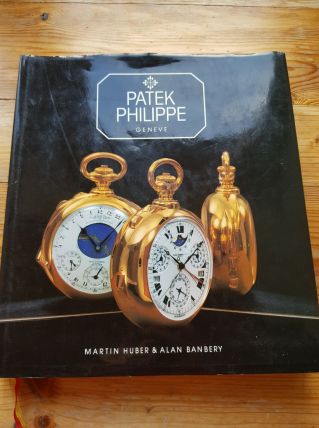 PATEK
PHILIPPE
GENEVE
MARTIN HUBER & ALAN BANBERY